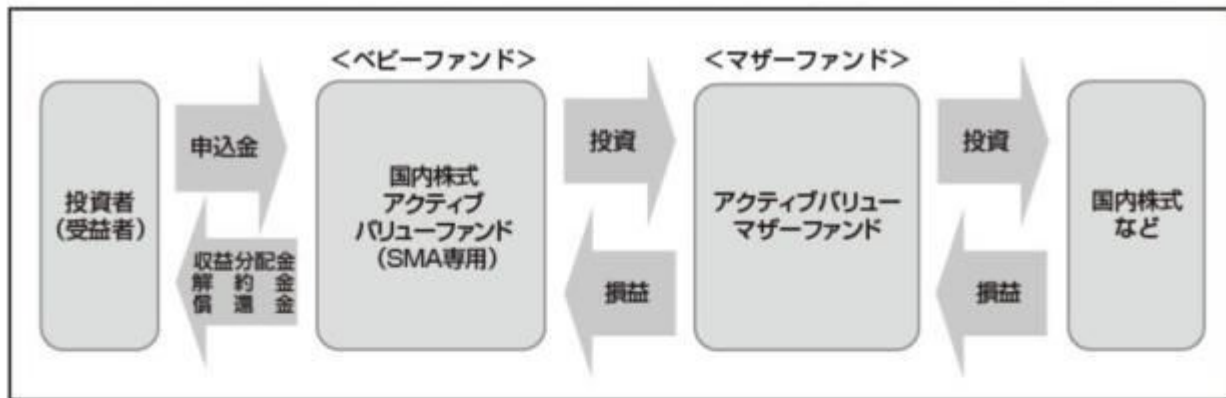 ＜ベビーファンド＞
＜マザーファンド＞
投資者
（受益者）
申込金
収益分配金
解約金
償還金
国内株式
アクティブ
バリューファンド
（SMA専用）
投資
損益
アクティブバリュー
マザーファンド
投資
損益
国内株式
など